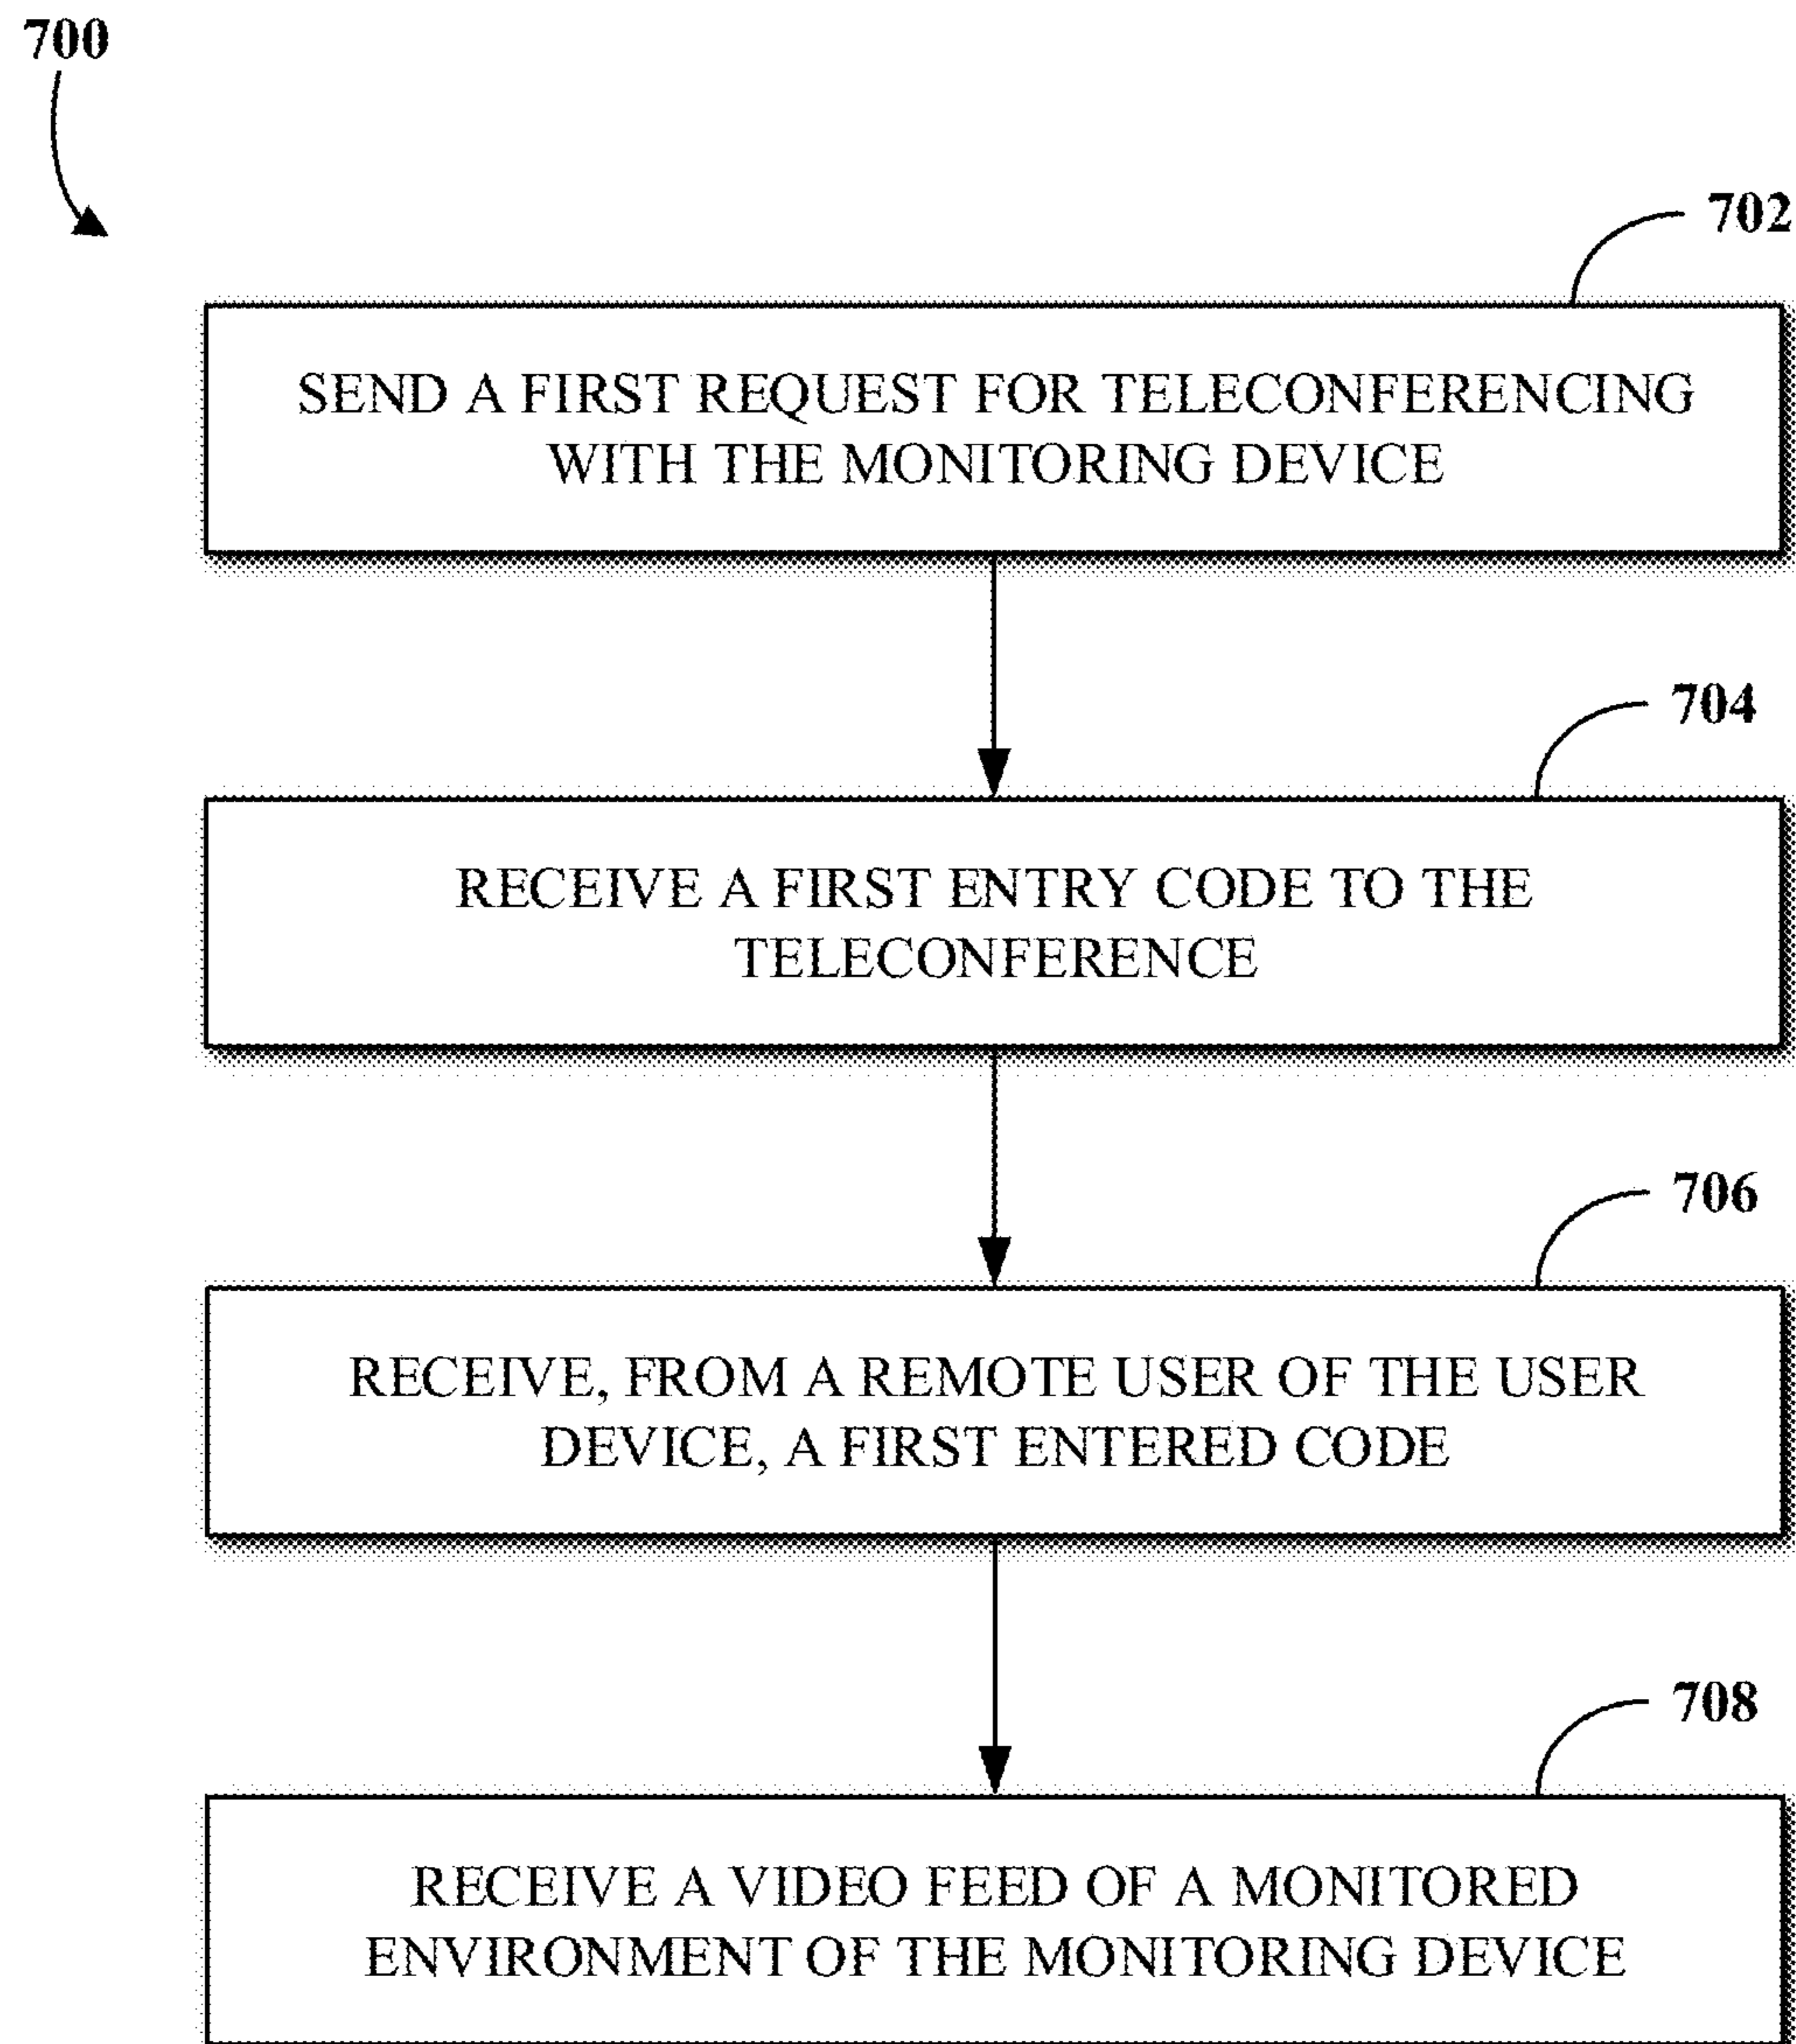 700
702
SEND A FIRST REQUEST FOR TELECONFERENCING
WITH THE MONITORING DEVICE
704
RECEIVE A FIRST ENTRY CODE TO THE
TELECONFERENCE
706
RECEIVE, FROM A REMOTE USER OF THE USER
DEVICE, A FIRST ENTERED CODE
708
RECEIVE A VIDEO FEED OF A MONITORED
ENVIRONMENT OF THE MONITORING DEVICE